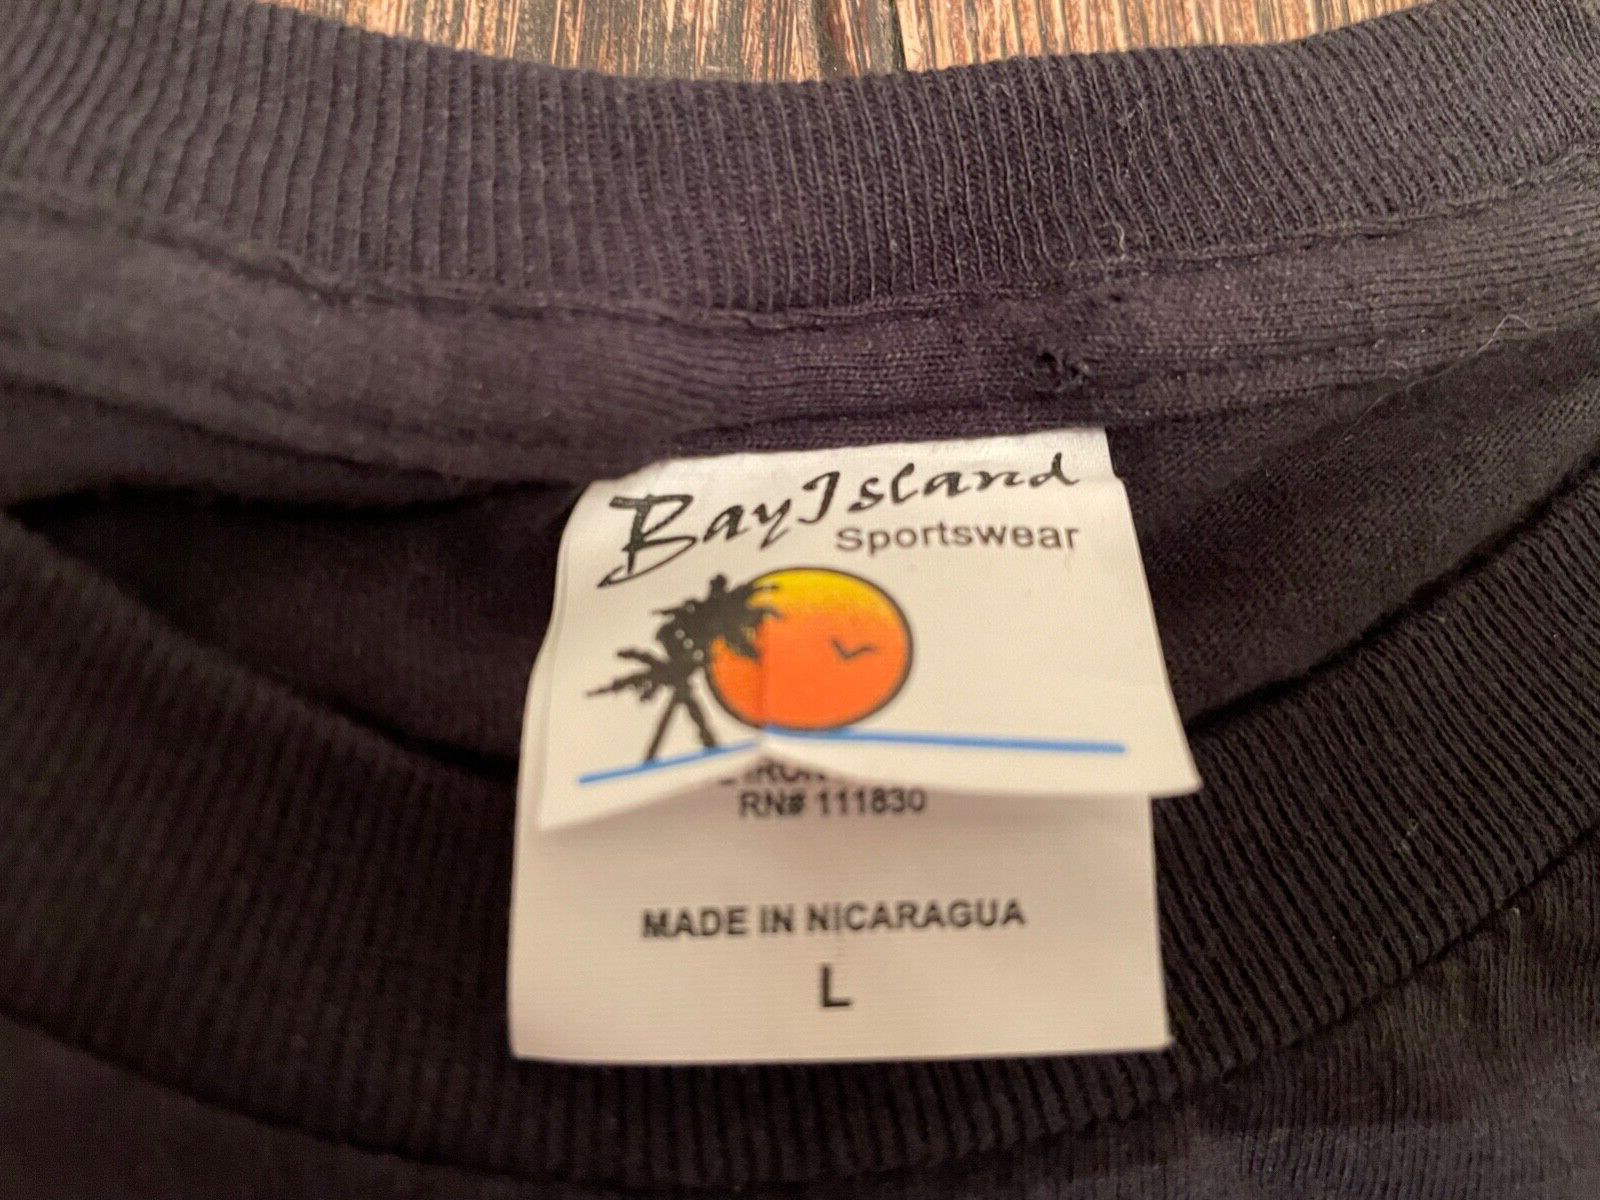 Bay Island
Sportswear
RN# 111830
MADE IN NICARAGUA
L